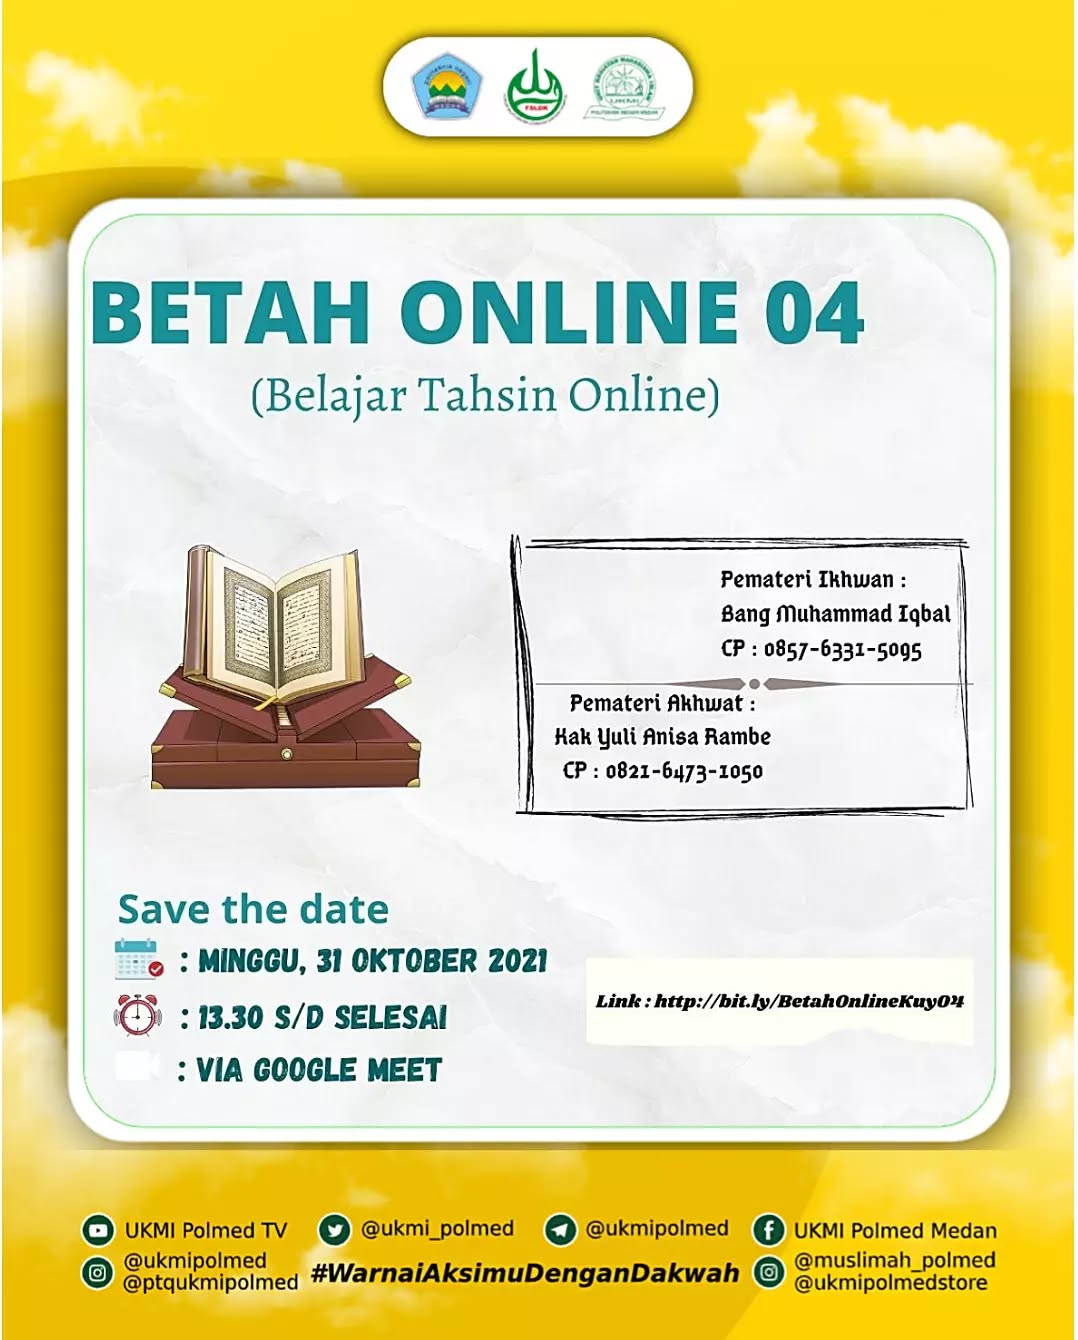 FSLDK
BETAH ONLINE 04
(Belajar Tahsin Online)
Pemateri Ikhwan :
Bang Muhammad Iqbal
CP : 0857-6331-5095
Pemateri Akhwat :
Kak Yuli Anisa Rambe
CP : 0821-6473-1050
Save the date
: MINGGU, 31 OKTOBER 2021
: 13.30 S/D SELESAI
: VIA GOOGLE MEET
Link : http://bit.ly/BetahOnlineKuy04
UKMI Polmed TV
@ukmi_polmed
@ukmipolmed
UKMI Polmed Medan
@ukmipolmed
@ptqukmipolmed
#WarnaiAksimuDenganDakwah
@muslimah_polmed
@ukmipolmedstore